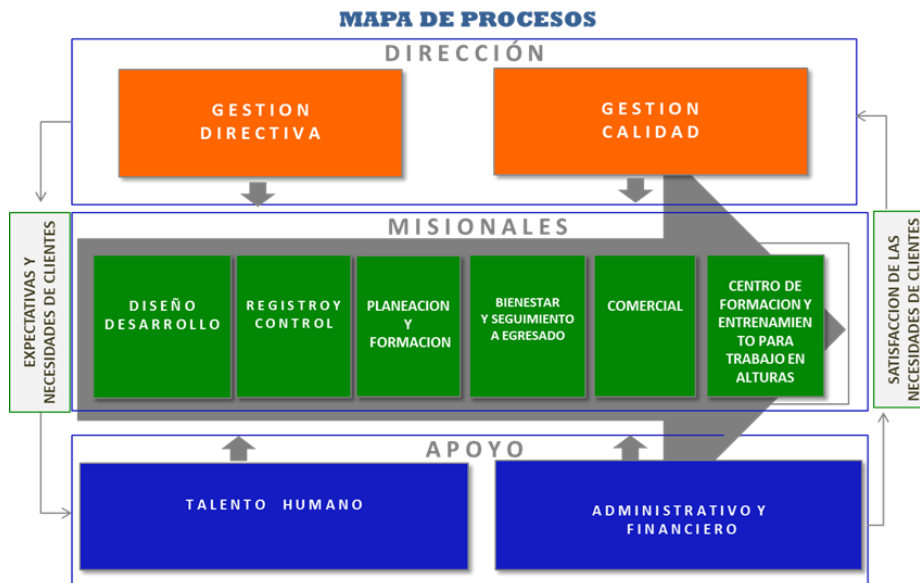 MAPA DE PROCESOS
DIRECCIÓN
GESTION
DIRECTIVA
GESTION
CALIDAD
EXPECTATIVAS Y
NECESIDADES DE CLIENTES
MISIONALES
DISEÑO
DESARROLLO
REGISTROY
CONTROL
PLANEACION
Y
FORMACION
BIENESTAR
Y SEGUIMIENTO
A EGRESADO
COMERCIAL
CENTRO DE
FORMACION Y
ENTRENAMIEN
TO PARA
TRABAJO EN
ALTURAS
SATISFACCION DE LAS
NECESIDADES DE CLIENTES
APOYO
TALENTO HUMANO
ADMINISTRATIVO Y
FINANCIERO